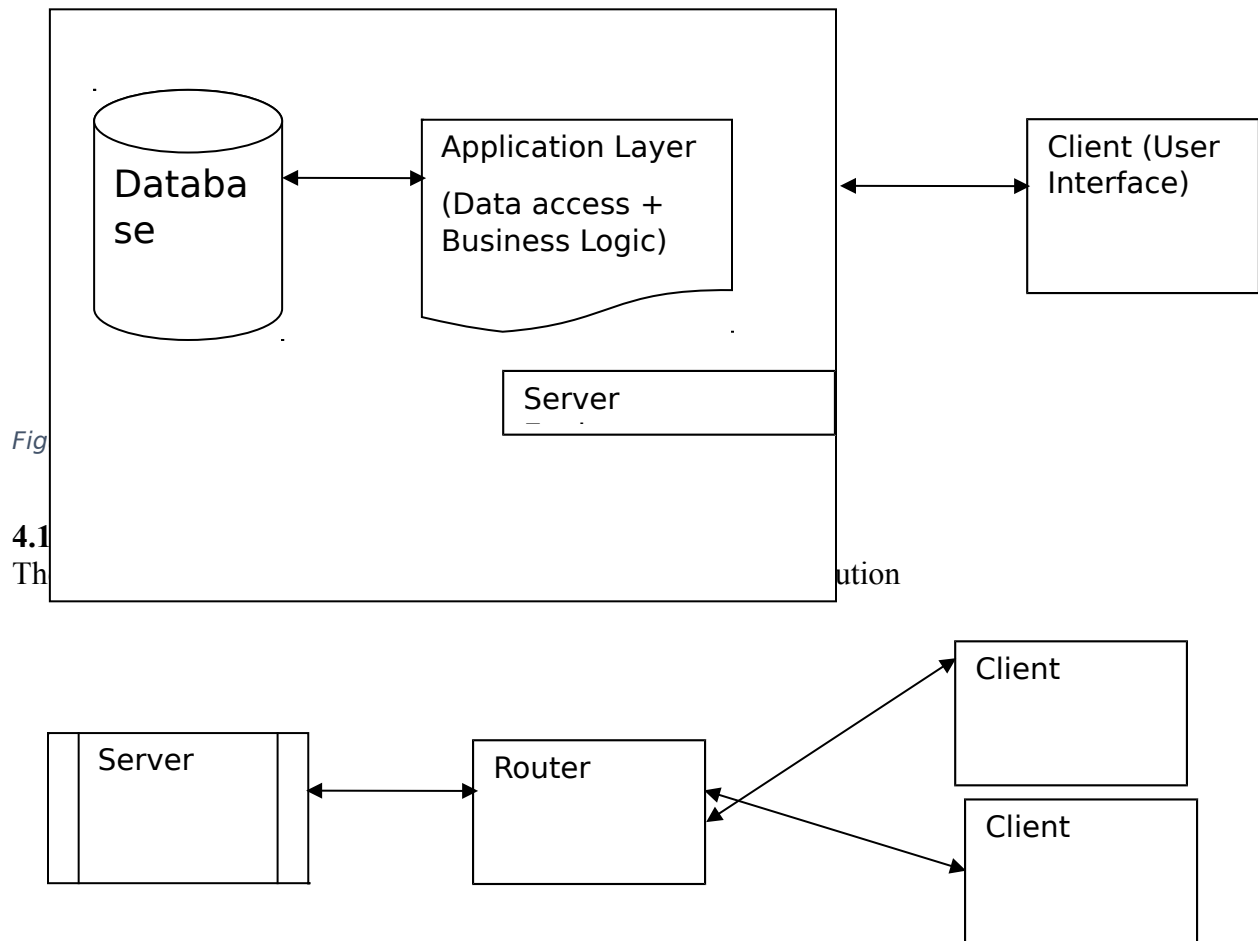 Databa
se
Application Layer
(Data access +
Business Logic)
Client (User
Interface)
Server
Fig
4.1
Th
ution
Client
Server
Router
Client